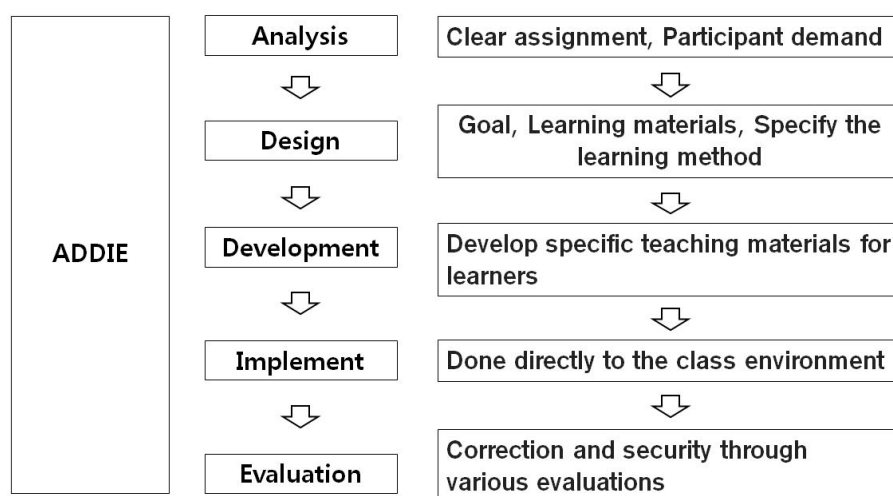 ADDIE
Analysis
Clear assignment, Participant demand
Design
Goal, Learning materials, Specify the
learning method
Development
Develop specific teaching materials for
learners
Implement
Done directly to the class environment
Evaluation
Correction and security through
various evaluations